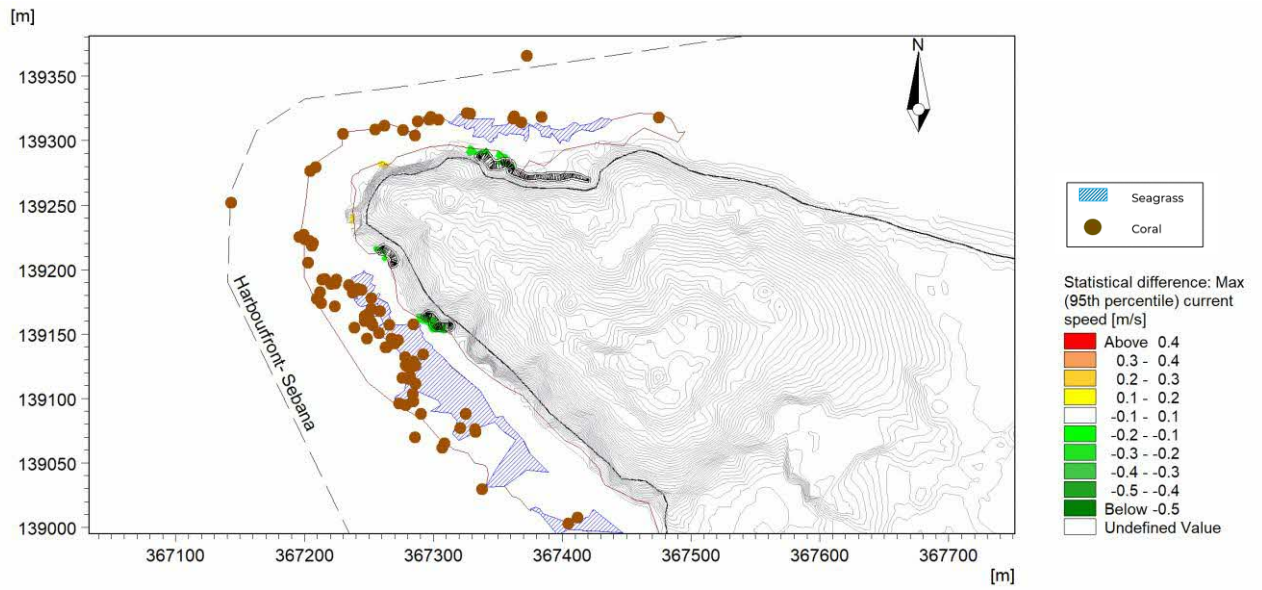 [m]
139350
139300
139250
139200
139150
139100
139050
139000
367100
367200
367300
367400
367500
367600
367700
[m]
Harbourfront- Sebana
N
Seagrass
Coral
Statistical difference: Max
(95th percentile) current
speed [m/s]
Above 0.4
0.3 - 0.4
0.2 - 0.3
0.1 - 0.2
-0.1 - 0.1
-0.2 - -0.1
-0.3 - -0.2
-0.4 - -0.3
-0.5 - -0.4
Below -0.5
Undefined Value